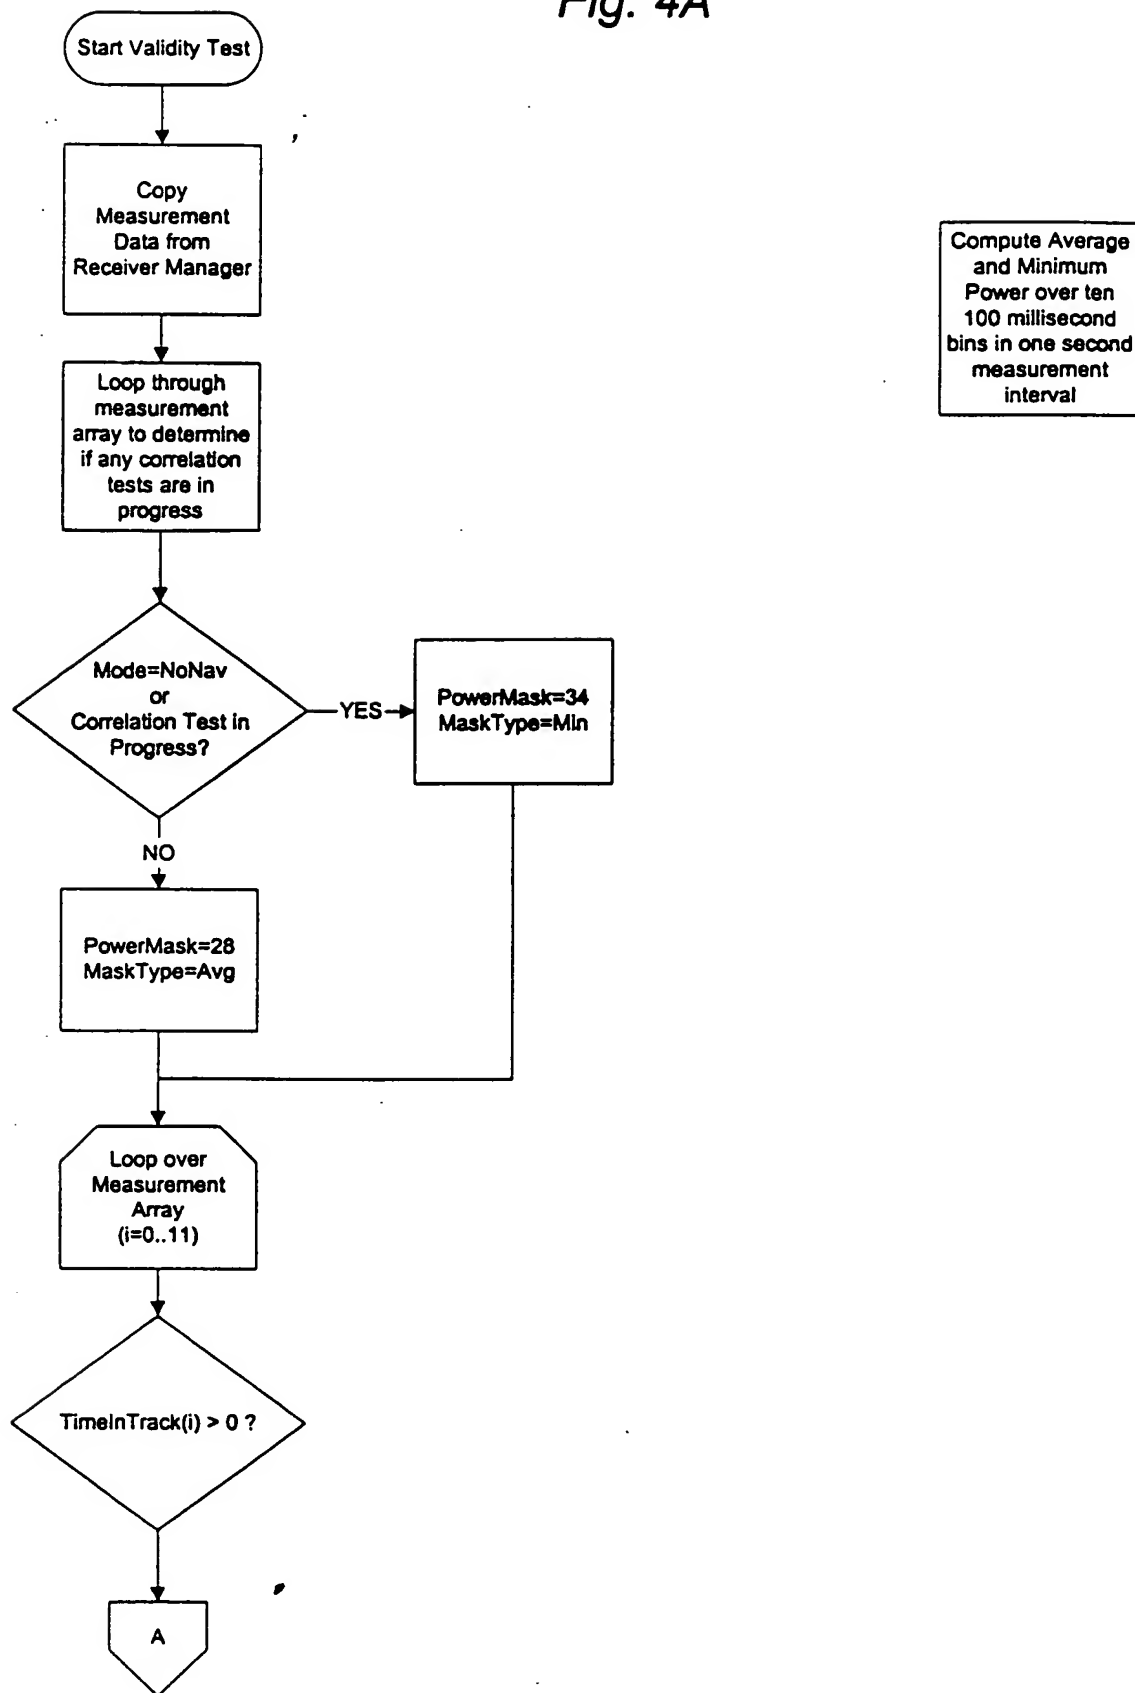 Fig. 4A
Start Validity Test
Copy
Measurement
Data from
Receiver Manager
Compute Average
and Minimum
Power over ten
100 millisecond
bins in one second
measurement
interval
Loop through
measurement
array to determine
if any correlation
tests are in
progress
Mode=NoNav
or
Correlation Test in
Progress?
YES
PowerMask=34
MaskType=Min
NO
PowerMask=28
MaskType=Avg
Loop over
Measurement
Array
(i=0..11)
TimeInTrack(i) > 0 ?
A